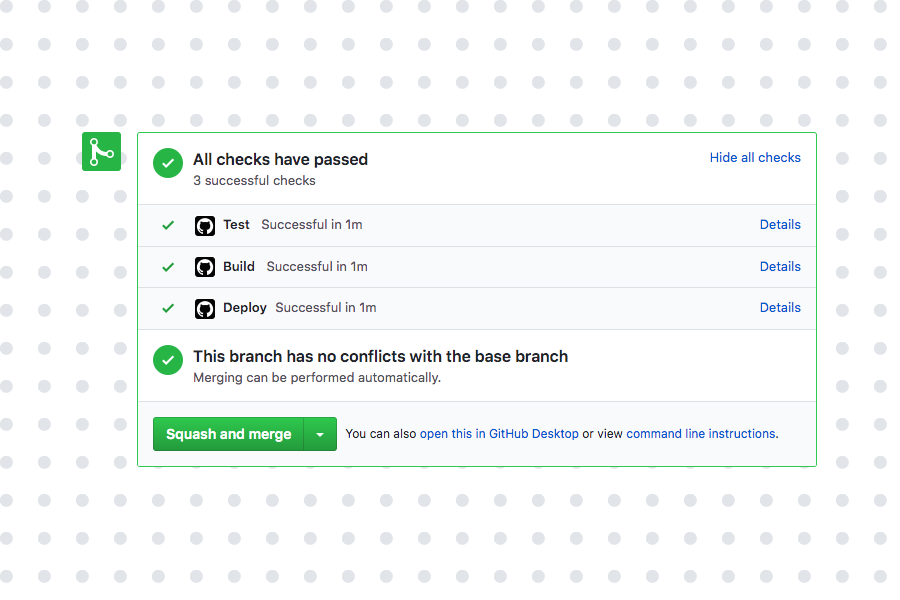 All checks have passed
Hide all checks
3 successful checks
Test Successful in 1m Details
Build Successful in 1m Details
Deploy Successful in 1m Details
This branch has no conflicts with the base branch
Merging can be performed automatically.
Squash and merge You can also open this in GitHub Desktop or view command line instructions.